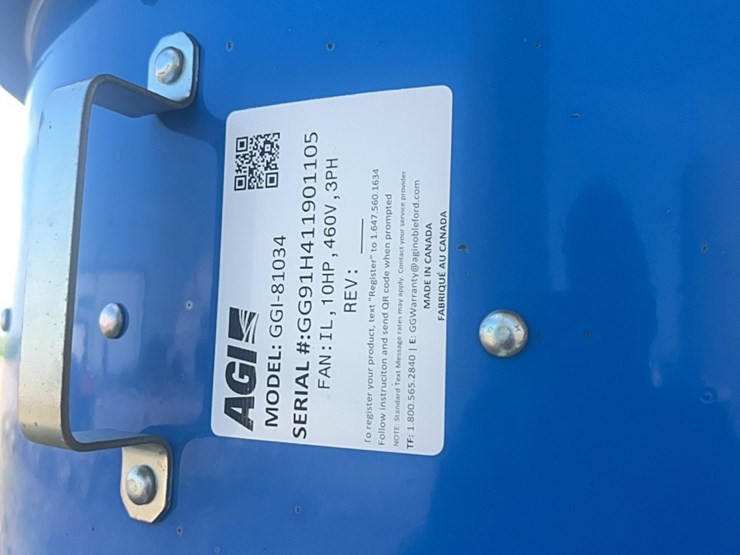 AGI
MODEL: GGI-81034
SERIAL #:GG91H411901105
FAN:IL,10HP,460V,3PH
REV:
To register your product, text "Register" to 1.647.560.1634
Follow instruciton and send QR code when prompted
NOTE: Standard Text Message rates may apply. Contact your service provider
TF: 1.800.565.2840 | E: GGWarranty@aginobleford.com
MADE IN CANADA
FABRIQUÉ AU CANADA